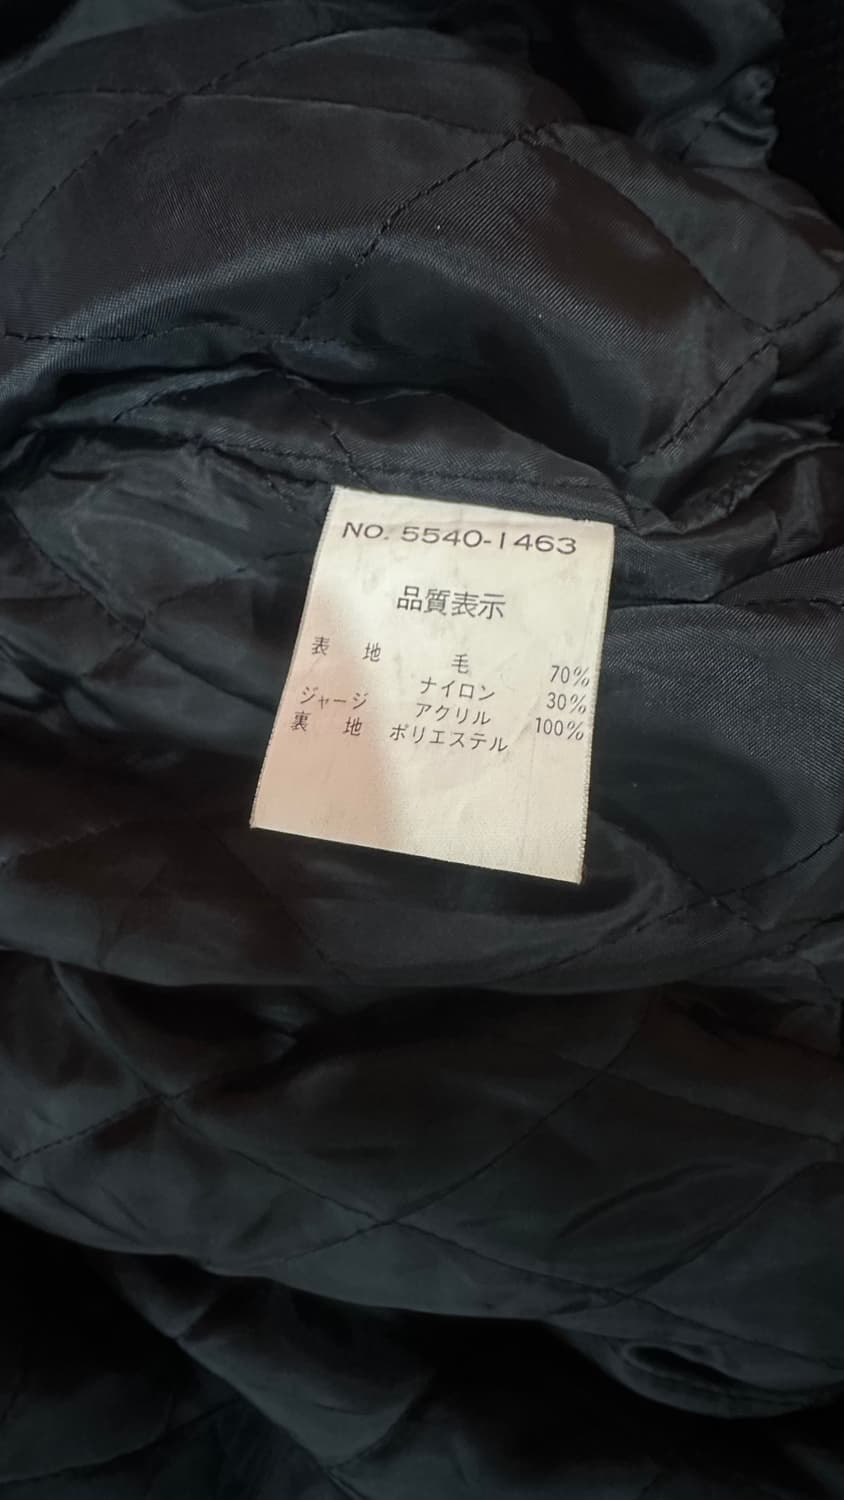 NO. 5540-1463
品質表示
表 地 毛 70%
ナイロン 30%
ジャージ アクリル 100%
裏 地 ポリエステル